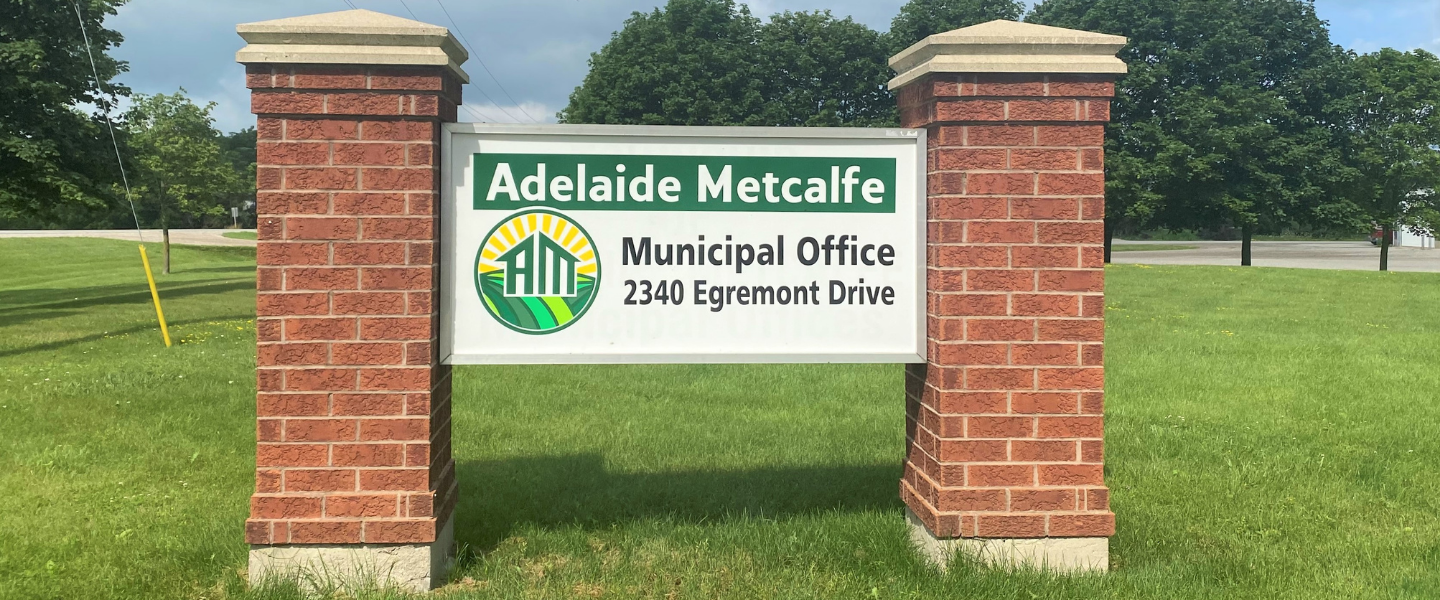 Adelaide Metcalfe
AM
Municipal Office
2340 Egremont Drive